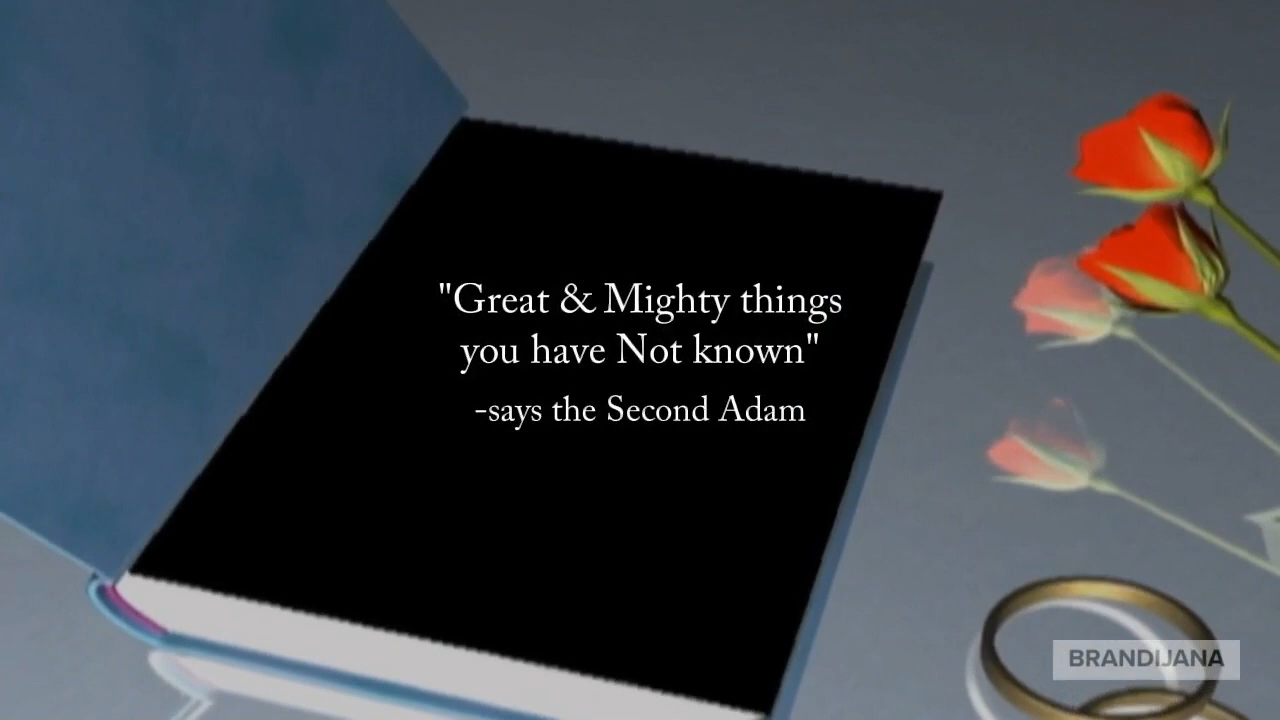 "Great & Mighty things
you have Not known"
-says the Second Adam
BRANDIJANA